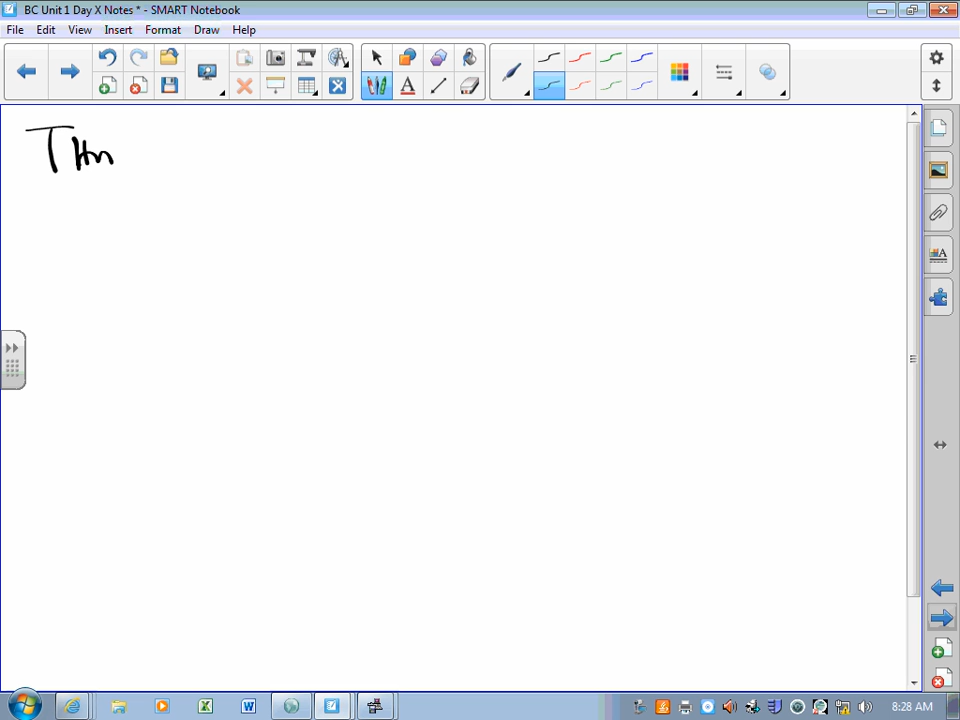 BC Unit 1 Day X Notes * - SMART Notebook
File Edit View Insert Format Draw Help
THm
8:28 AM